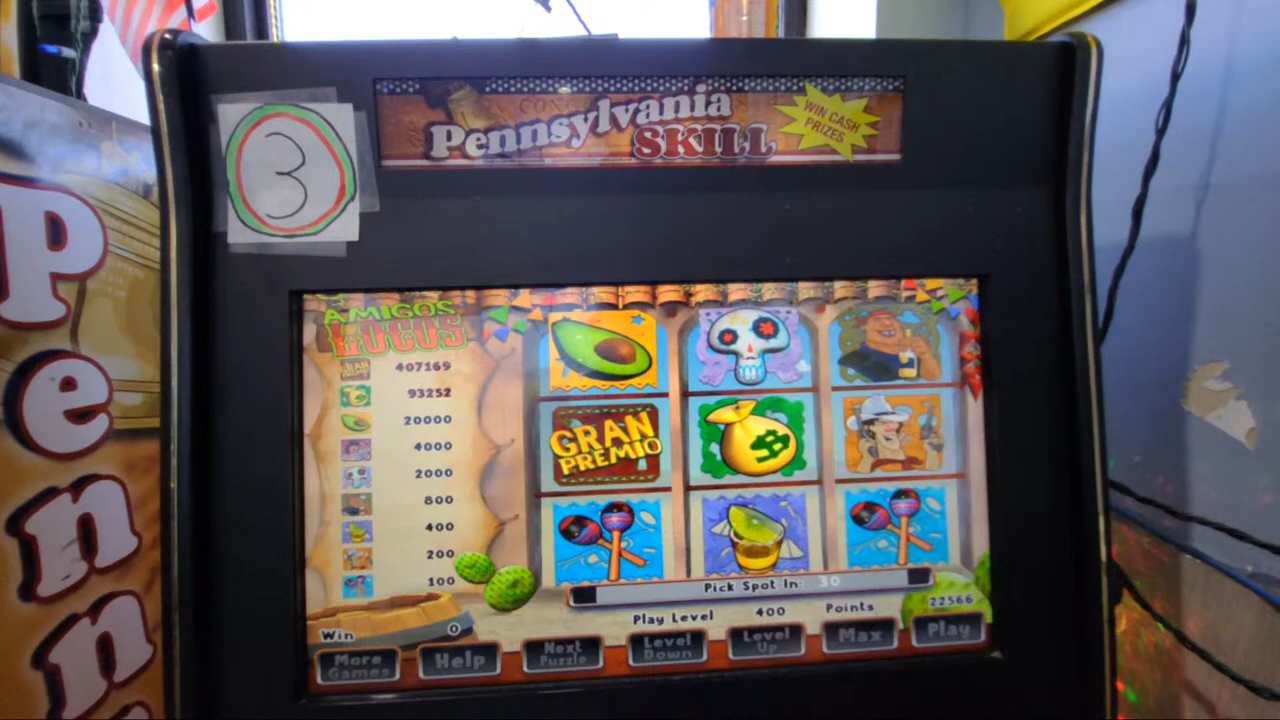 Pennsylvania
SKILL
WIN CASH
PRIZES
3
AMIGOS
LOCOS
407169
93252
20000
4000
2000
800
400
200
100
GRAN
PREMIO
Pick Spot In: 30
Play Level 400 Points 22566
Win 0
More
Games
Help
Next
Puzzle
Level
Down
Level
Up
Max
Play
Penn